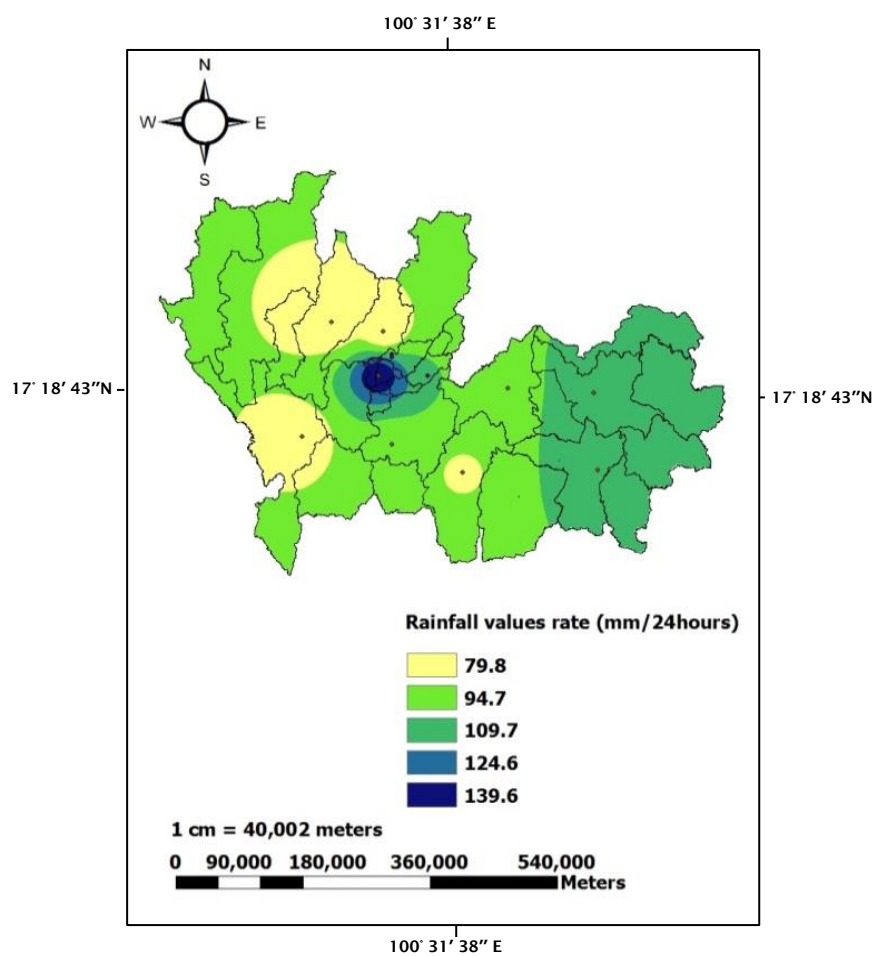 100° 31′ 38″ E
N
W E
S
17° 18′ 43″N
17° 18′ 43″N
Rainfall values rate (mm/24hours)
79.8
94.7
109.7
124.6
139.6
1 cm = 40,002 meters
0 90,000 180,000 360,000 540,000
Meters
100° 31′ 38″ E